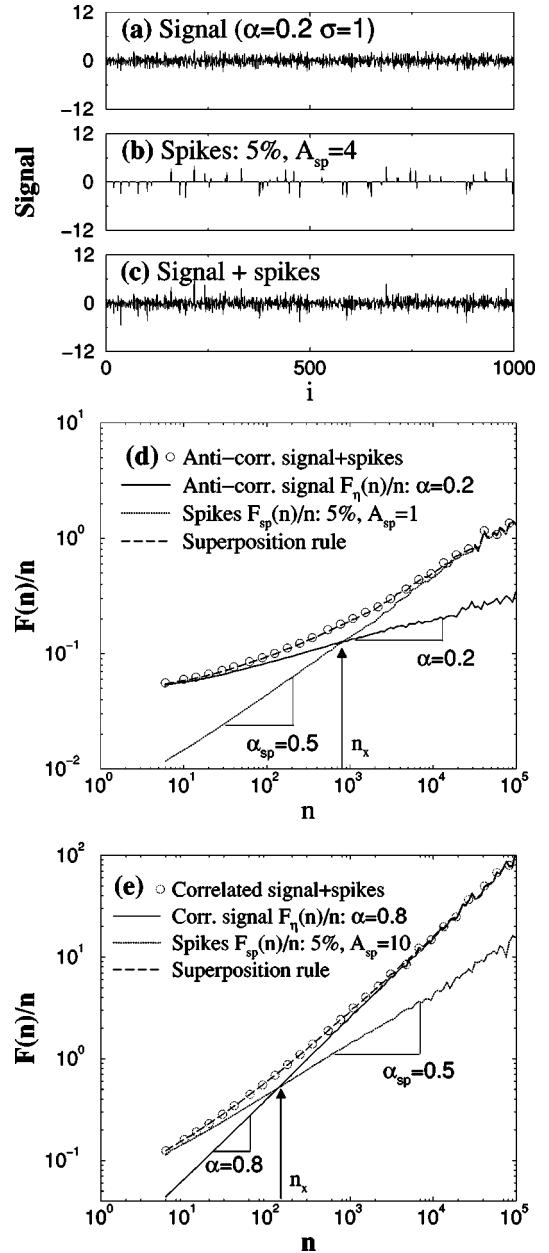 (a) Signal (α=0.2 σ=1)
12
0
−12
(b) Spikes: 5%, A_sp=4
12
0
−12
Signal
(c) Signal + spikes
12
0
−12
0 500 1000
i
(d) Anti−corr. signal+spikes
Anti−corr. signal F_η(n)/n: α=0.2
Spikes F_sp(n)/n: 5%, A_sp=1
Superposition rule
10^1
10^0
10^−1
10^−2
F(n)/n
α=0.2
α_sp=0.5
n_x
10^0 10^1 10^2 10^3 10^4 10^5
n
(e) Correlated signal+spikes
Corr. signal F_η(n)/n: α=0.8
Spikes F_sp(n)/n: 5%, A_sp=10
Superposition rule
10^2
10^1
10^0
10^−1
F(n)/n
α_sp=0.5
α=0.8
n_x
10^0 10^1 10^2 10^3 10^4 10^5
n